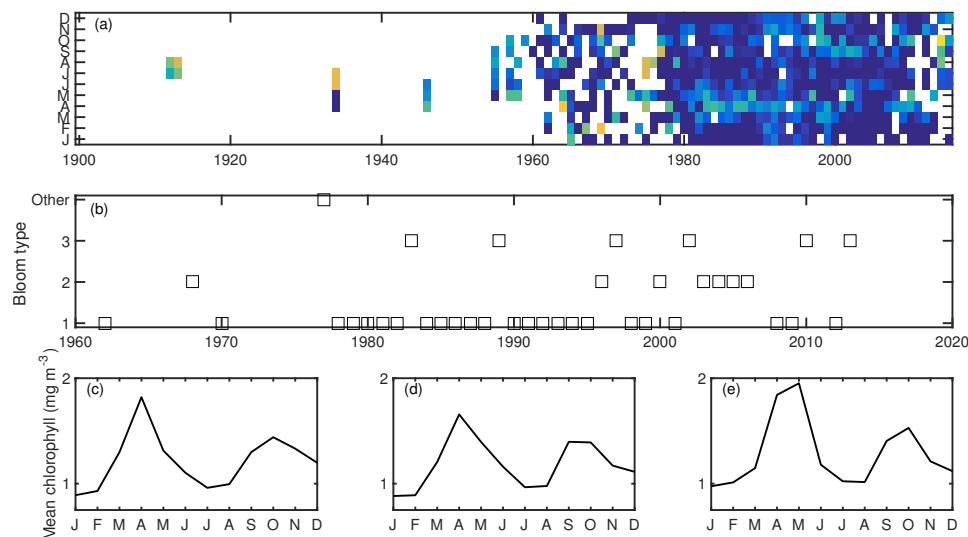 (a)
D
N
O
S
A
J
J
M
A
M
F
J
1900
1920
1940
1960
1980
2000
(b)
Bloom type
Other
3
2
1
1960
1970
1980
1990
2000
2010
2020
Mean chlorophyll (mg m⁻³)
(c)
2
1
J F M A M J J A S O N D
(d)
2
1
J F M A M J J A S O N D
(e)
2
1
J F M A M J J A S O N D